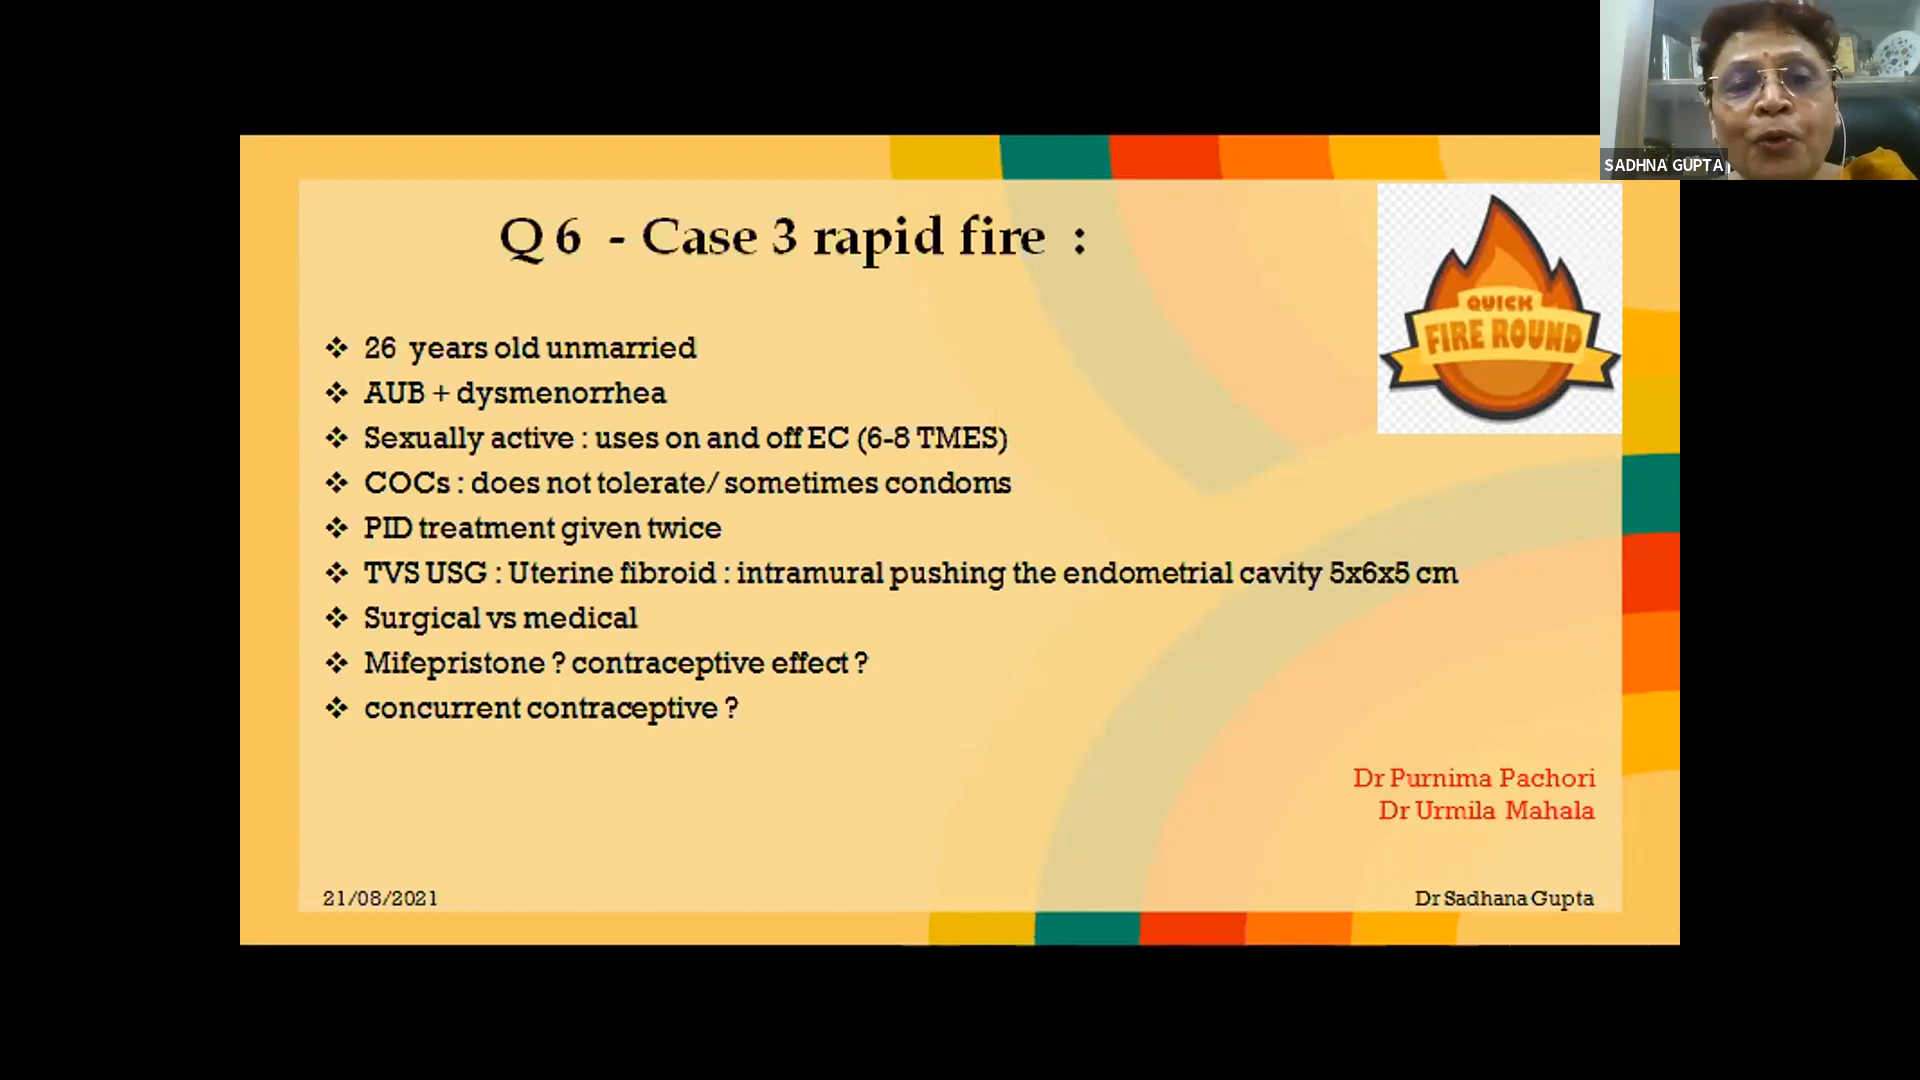 SADHNA GUPTA
Q 6 - Case 3 rapid fire :
QUICK
FIRE ROUND
❖ 26 years old unmarried
❖ AUB + dysmenorrhea
❖ Sexually active : uses on and off EC (6-8 TMES)
❖ COCs : does not tolerate/ sometimes condoms
❖ PID treatment given twice
❖ TVS USG : Uterine fibroid : intramural pushing the endometrial cavity 5x6x5 cm
❖ Surgical vs medical
❖ Mifepristone ? contraceptive effect ?
❖ concurrent contraceptive ?
Dr Purnima Pachori
Dr Urmila Mahala
21/08/2021
Dr Sadhana Gupta